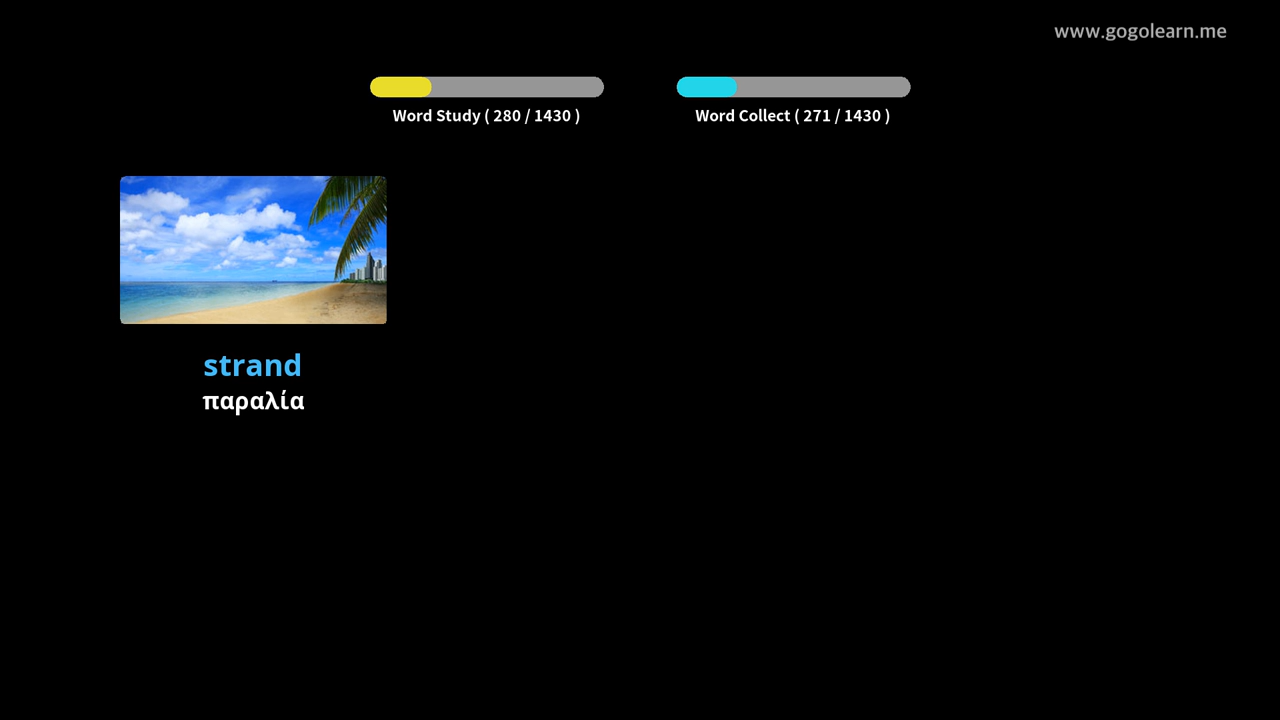 www.gogolearn.me
Word Study ( 280 / 1430 )
Word Collect ( 271 / 1430 )
strand
παραλία